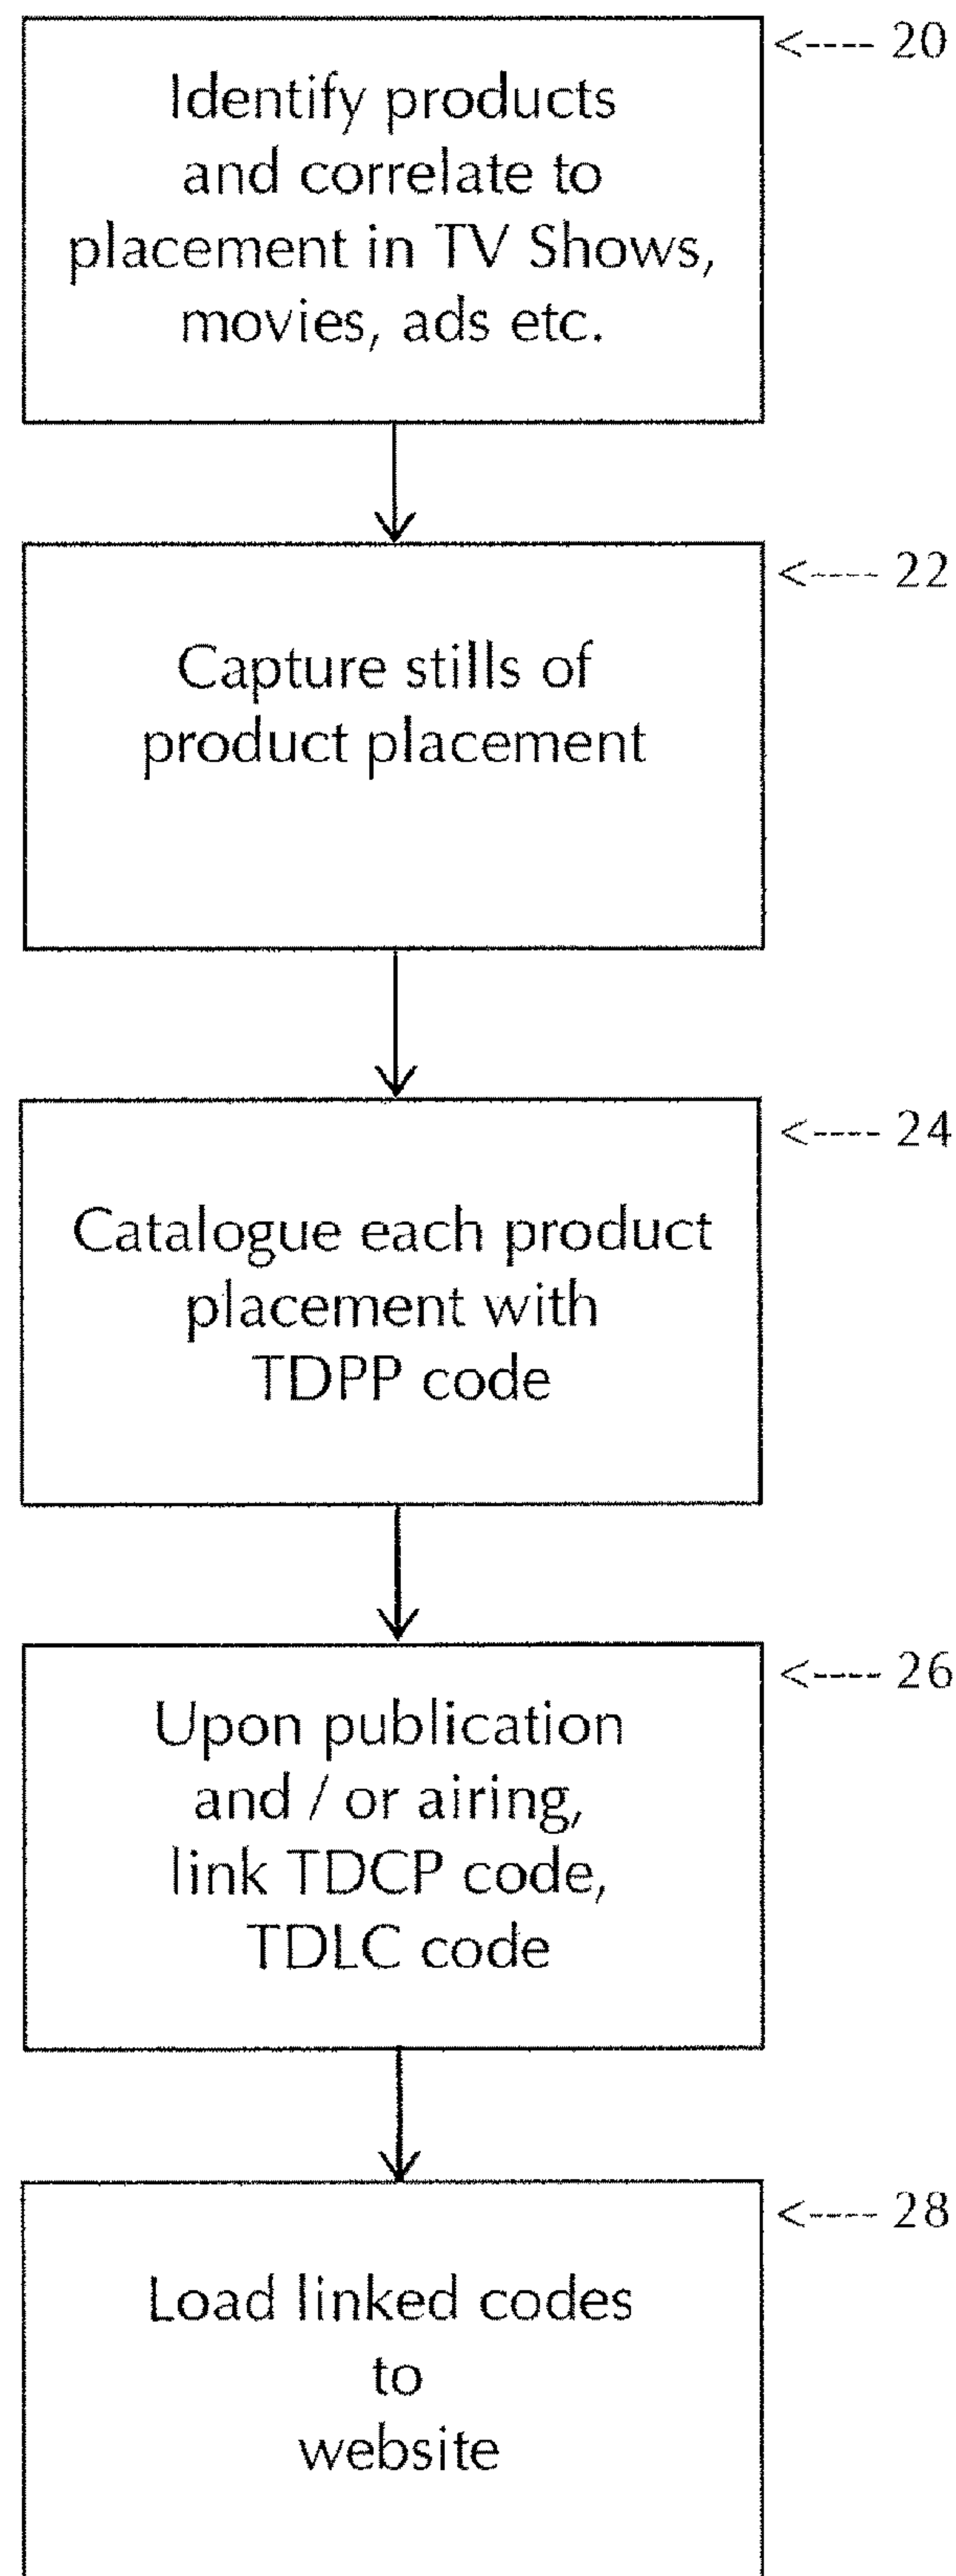 <---- 20
Identify products
and correlate to
placement in TV Shows,
movies, ads etc.
<---- 22
Capture stills of
product placement
<---- 24
Catalogue each product
placement with
TDPP code
<---- 26
Upon publication
and / or airing,
link TDCP code,
TDLC code
<---- 28
Load linked codes
to
website